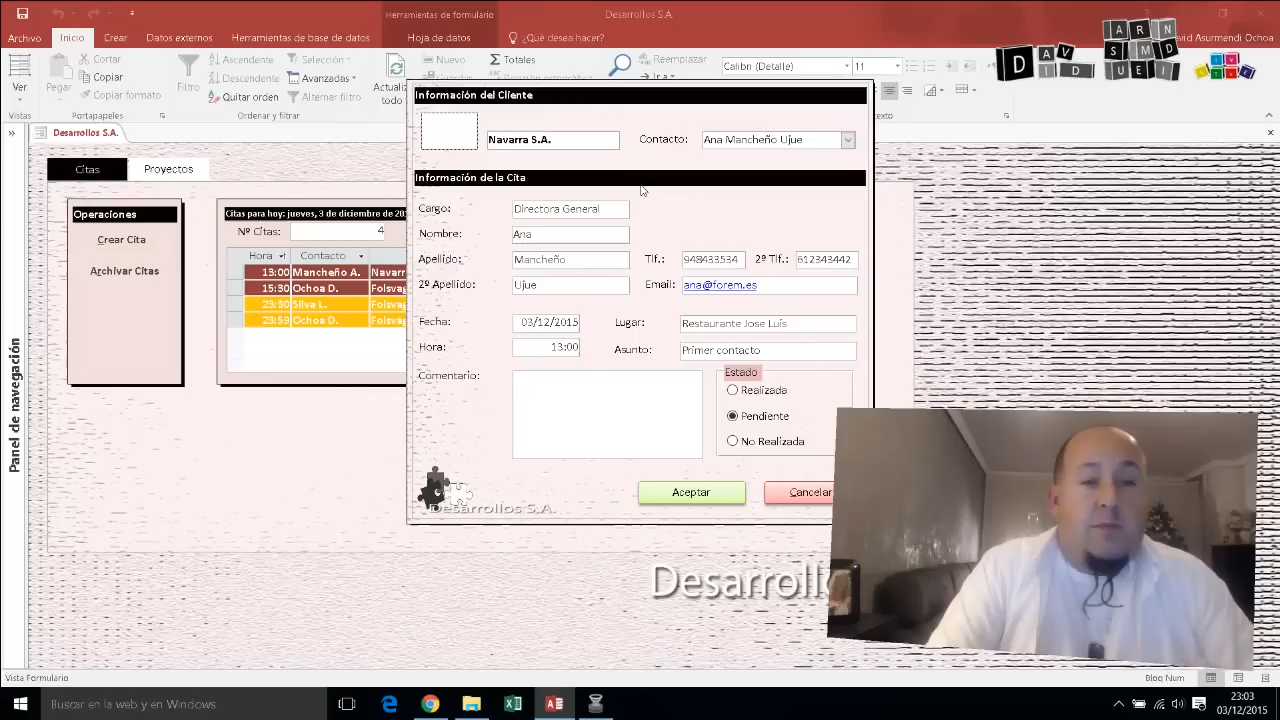 Herramientas de formulario
Desarrollos S.A.
Archivo
Inicio
Crear
Datos externos
Herramientas de base de datos
Hoja de datos
¿Qué desea hacer?
David Asurmendi Ochoa
Ver
Pegar
Cortar
Copiar
Copiar formato
Portapapeles
Ascendente
Descendente
Quitar orden
Selección
Avanzadas
Alternar filtro
Ordenar y filtrar
Actualizar todo
Nuevo
Guardar
Totales
Reemplazar
Ir a
Calibri (Detalle)
11
Desarrollos S.A.
Citas
Proyectos
Operaciones
Crear Cita
Archivar Citas
Citas para hoy: jueves, 3 de diciembre de 20
Nº Citas: 4
Hora Contacto
13:00 Mancheño A. Navarra
15:30 Ochoa D. Folsvag
23:30 Silva L. Folsvag
23:59 Ochoa D. Folsvag
Panel de navegación
Información del Cliente
Navarra S.A.
Contacto: Ana Mancheño Ujue
Información de la Cita
Cargo: Directora General
Nombre: Ana
Apellido: Mancheño
Tlf.: 948433534
2º Tlf.: 612343442
2º Apellido: Ujue
Email: ana@forem.es
Fecha: 03/12/2015
Lugar: Restaurante Jose Luís
Hora: 13:00
Asunto: Primer contacto
Comentario:
Estado
Realizada
Pendiente
No Realizada
Aceptar
Cancelar
Desarrollos S.A.
Desarrollo
Vista Formulario
Bloq Num
Buscar en la web y en Windows
23:03
03/12/2015